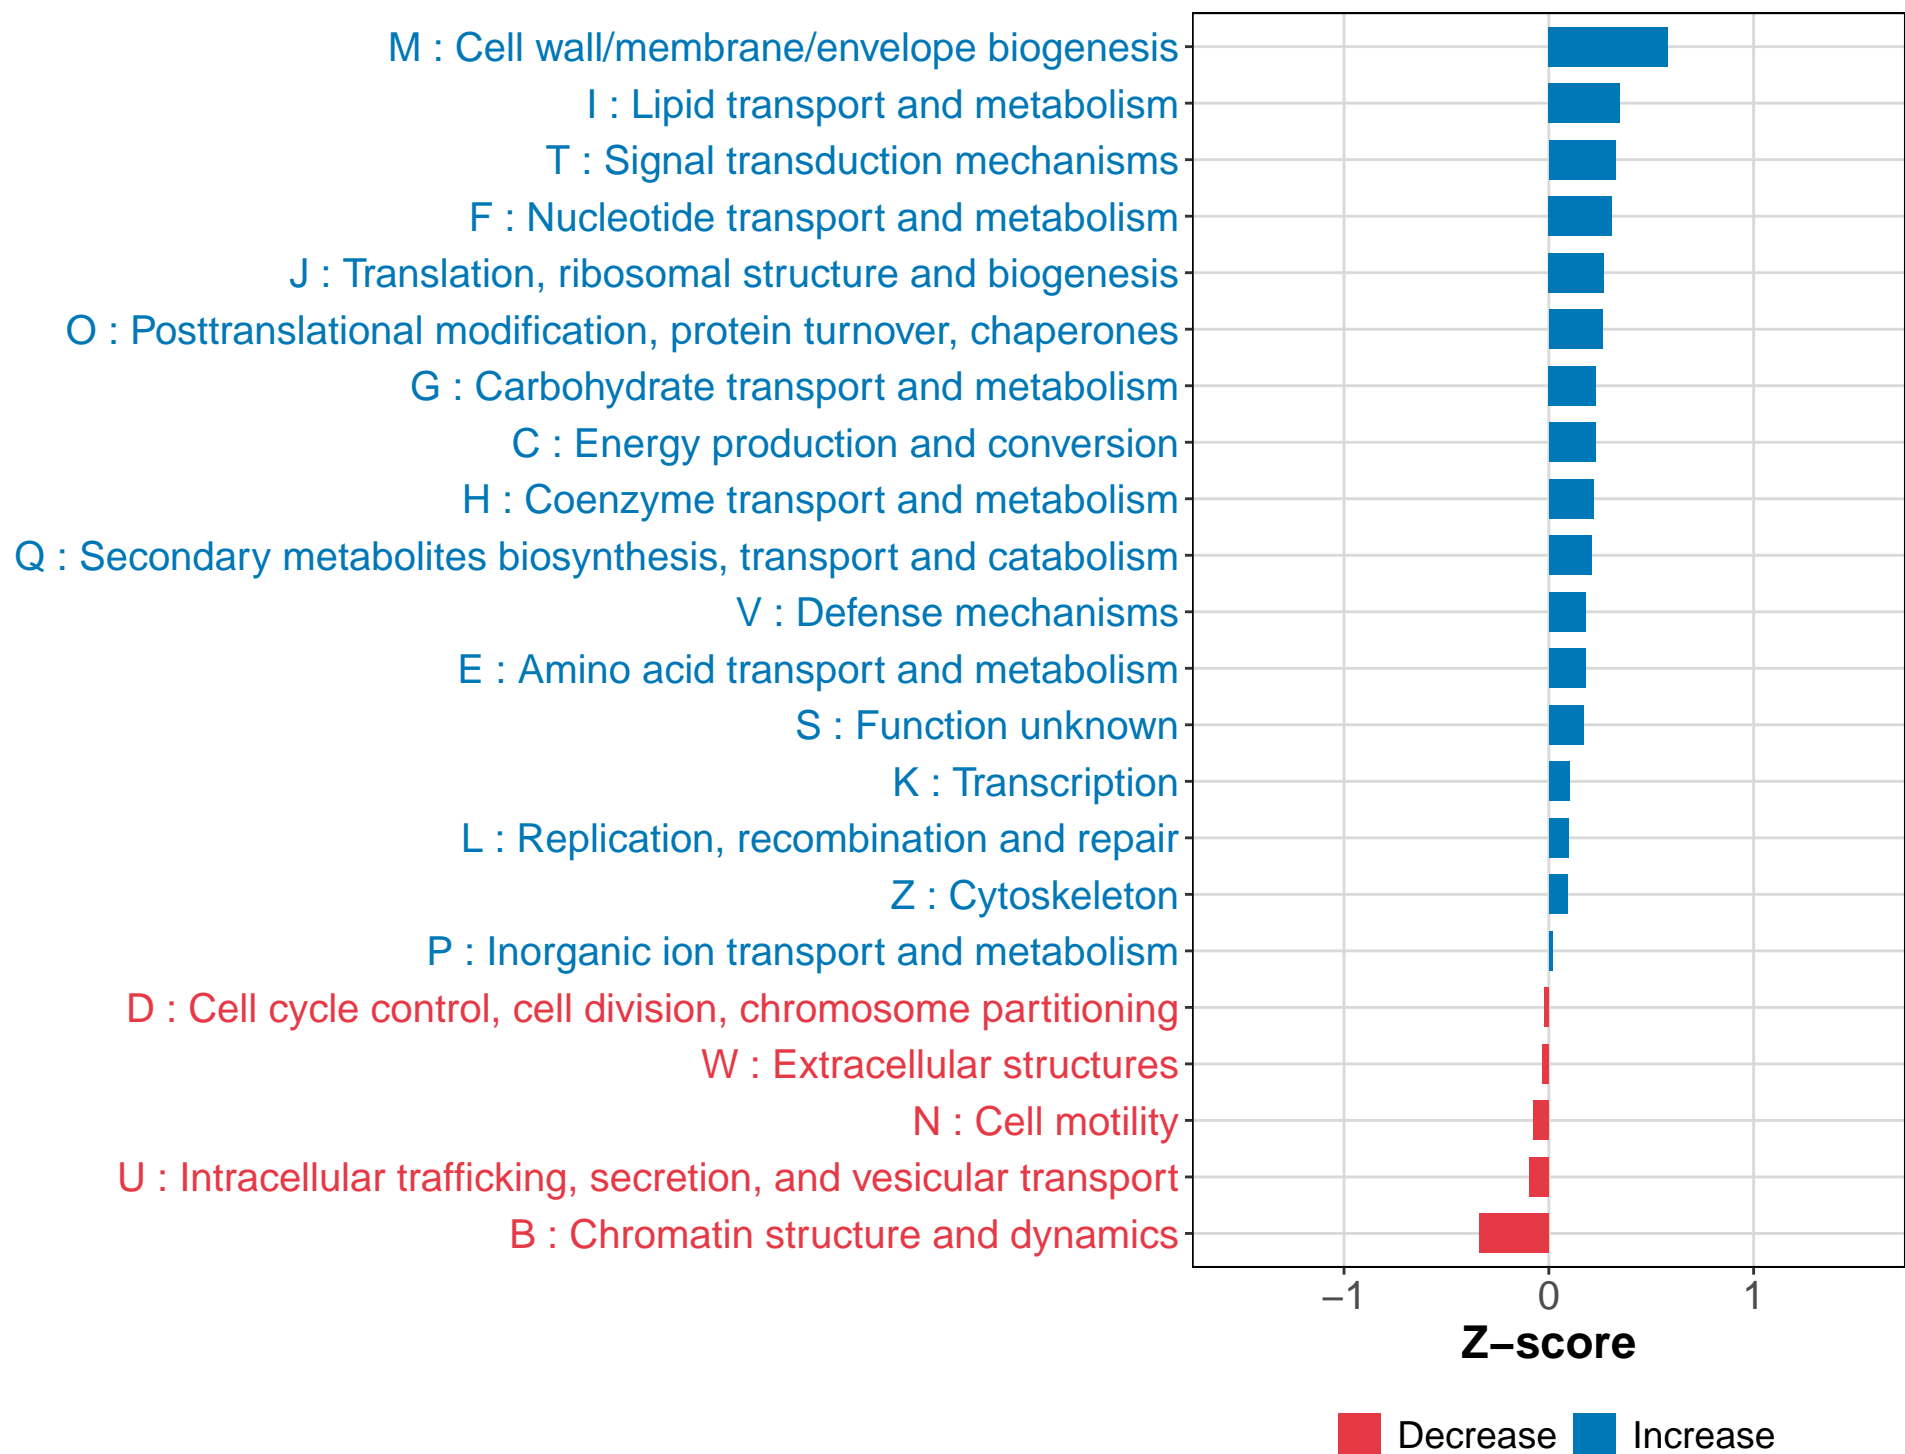 M : Cell wall/membrane/envelope biogenesis
I : Lipid transport and metabolism
T : Signal transduction mechanisms
F : Nucleotide transport and metabolism
J : Translation, ribosomal structure and biogenesis
O : Posttranslational modification, protein turnover, chaperones
G : Carbohydrate transport and metabolism
C : Energy production and conversion
H : Coenzyme transport and metabolism
Q : Secondary metabolites biosynthesis, transport and catabolism
V : Defense mechanisms
E : Amino acid transport and metabolism
S : Function unknown
K : Transcription
L : Replication, recombination and repair
Z : Cytoskeleton
P : Inorganic ion transport and metabolism
D : Cell cycle control, cell division, chromosome partitioning
W : Extracellular structures
N : Cell motility
U : Intracellular trafficking, secretion, and vesicular transport
B : Chromatin structure and dynamics
−1 0 1
Z−score
Decrease Increase